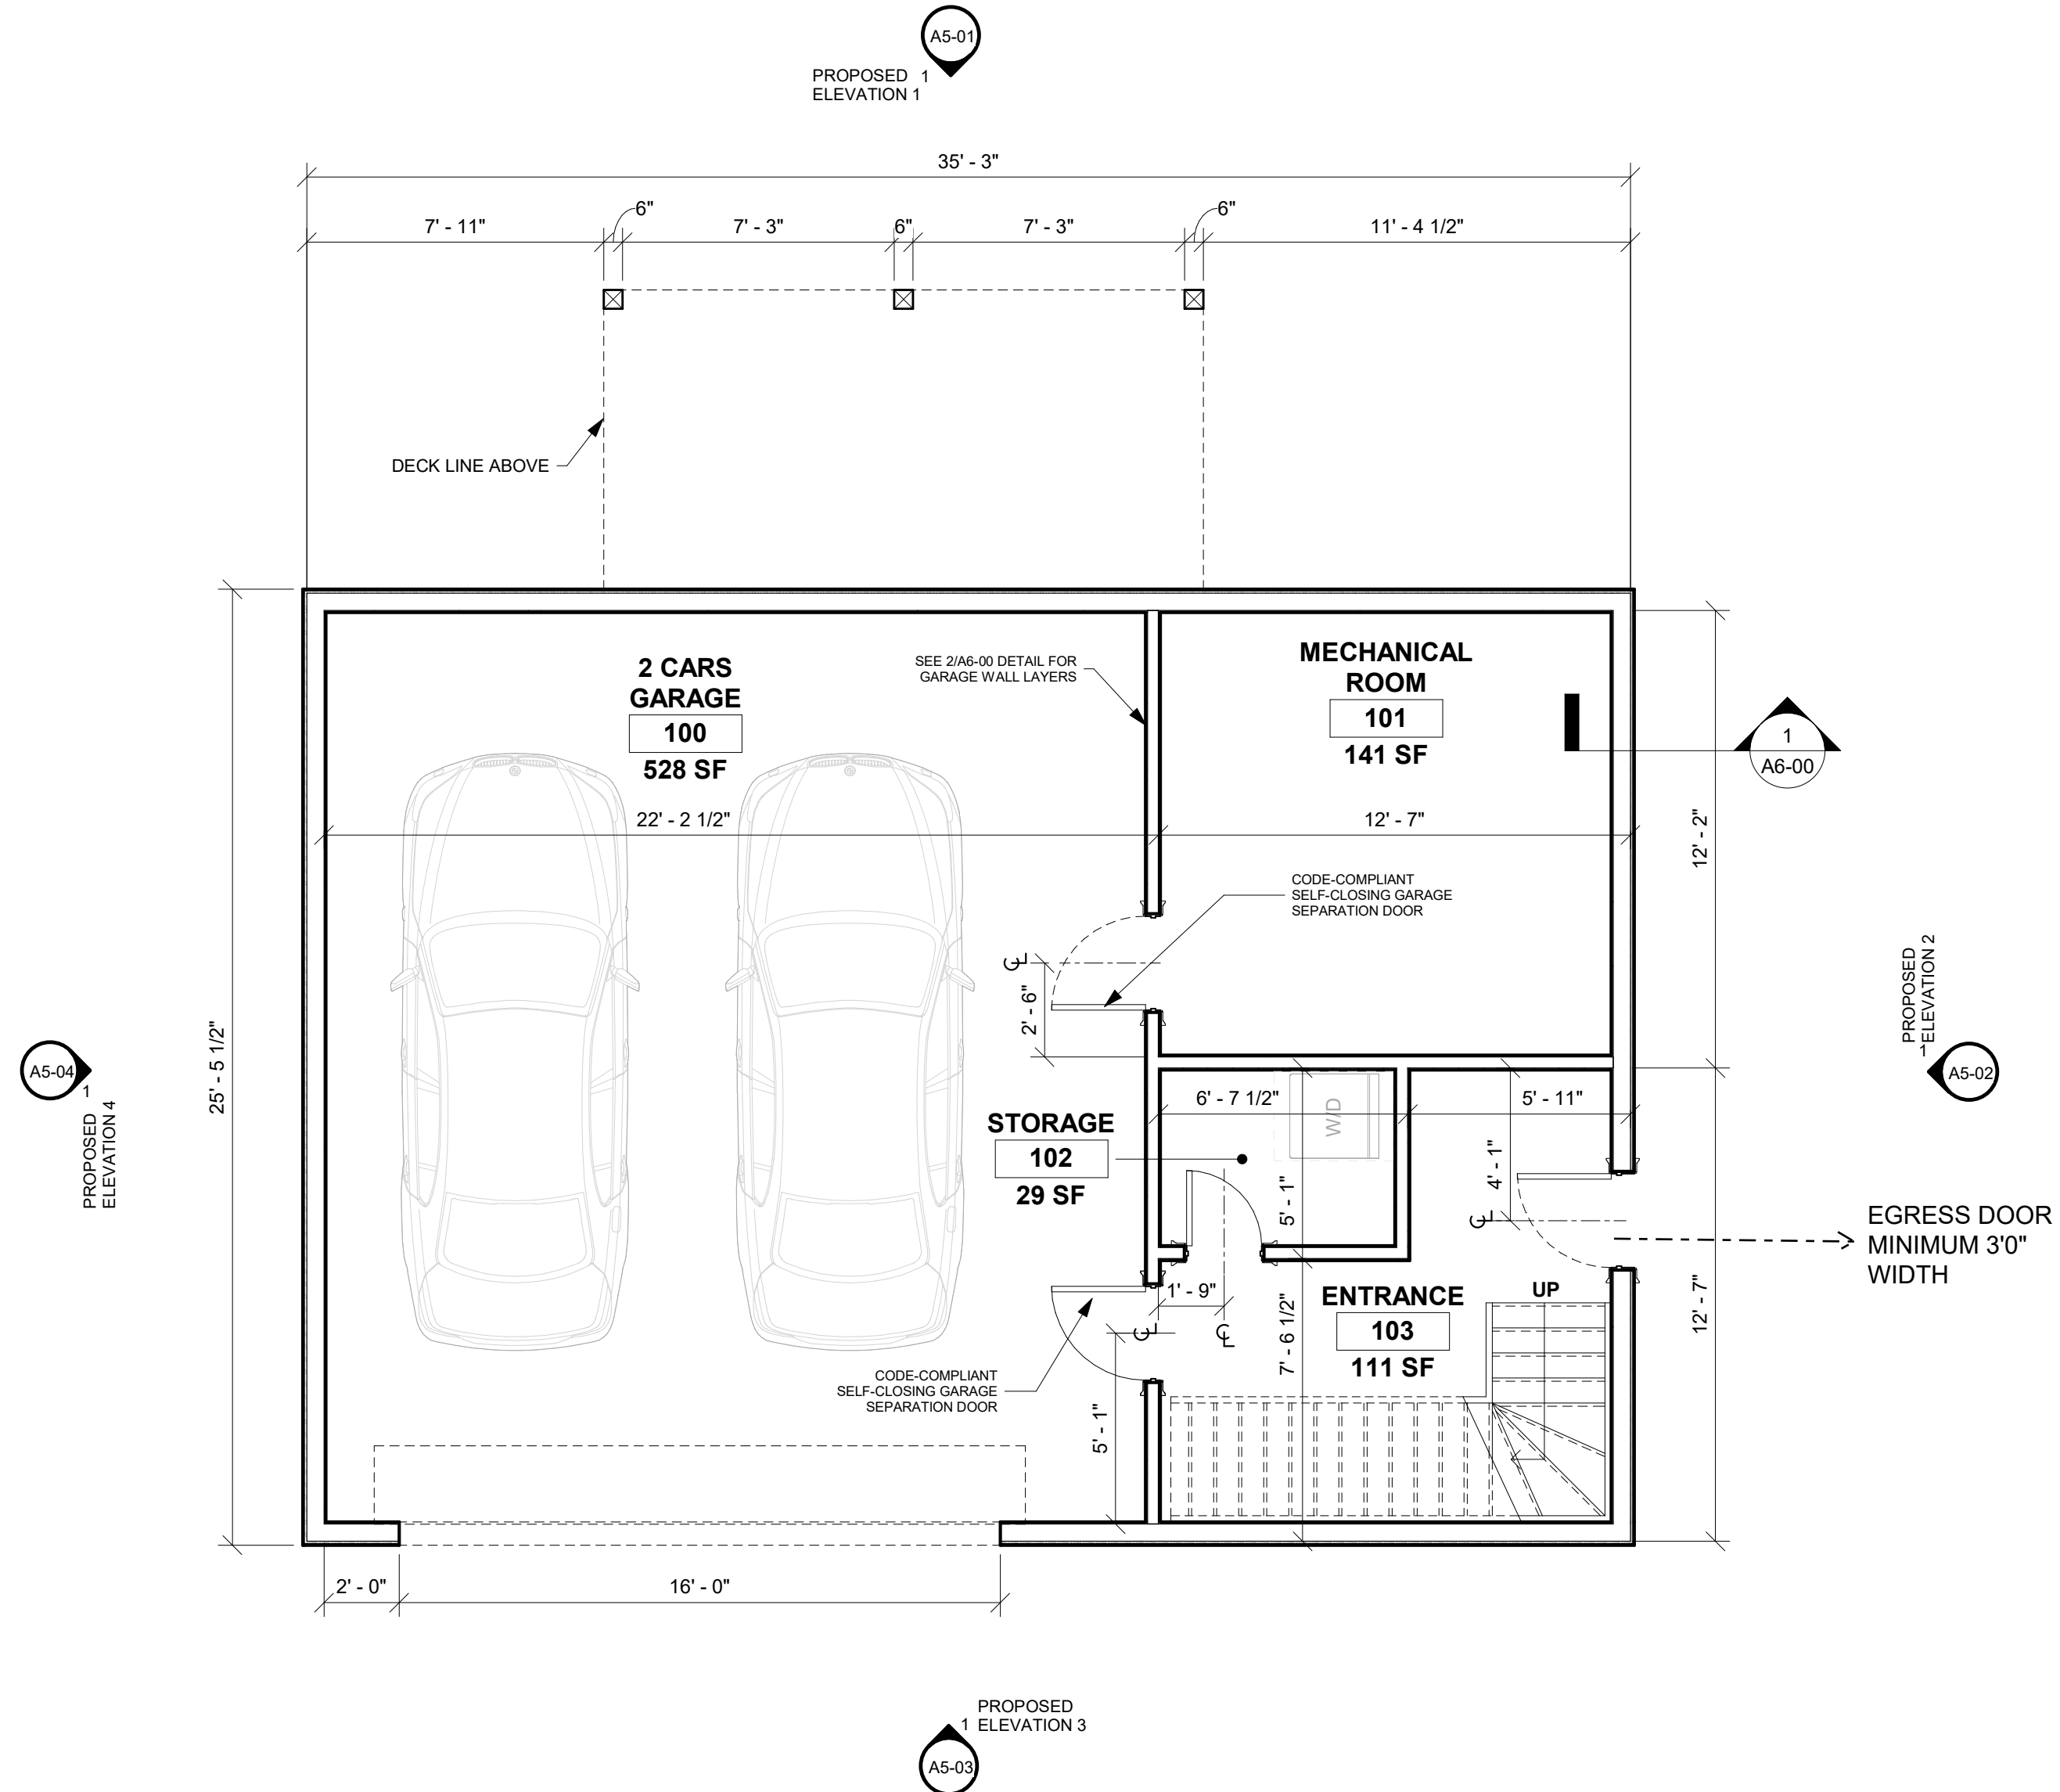 A5-01
PROPOSED 1
ELEVATION 1
35' - 3"
7' - 11"
6"
7' - 3"
6"
7' - 3"
6"
11' - 4 1/2"
DECK LINE ABOVE
2 CARS
GARAGE
100
528 SF
SEE 2/A6-00 DETAIL FOR
GARAGE WALL LAYERS
MECHANICAL
ROOM
101
141 SF
1
A6-00
22' - 2 1/2"
12' - 7"
12' - 2"
CODE-COMPLIANT
SELF-CLOSING GARAGE
SEPARATION DOOR
2' - 6"
25' - 5 1/2"
A5-04
1
PROPOSED
ELEVATION 4
PROPOSED
ELEVATION 2
1
A5-02
STORAGE
102
29 SF
6' - 7 1/2"
W/D
5' - 11"
5' - 1"
4' - 1"
EGRESS DOOR
MINIMUM 3'0"
WIDTH
1' - 9"
7' - 6 1/2"
ENTRANCE
103
111 SF
UP
12' - 7"
CODE-COMPLIANT
SELF-CLOSING GARAGE
SEPARATION DOOR
5' - 1"
2' - 0"
16' - 0"
PROPOSED
1 ELEVATION 3
A5-03